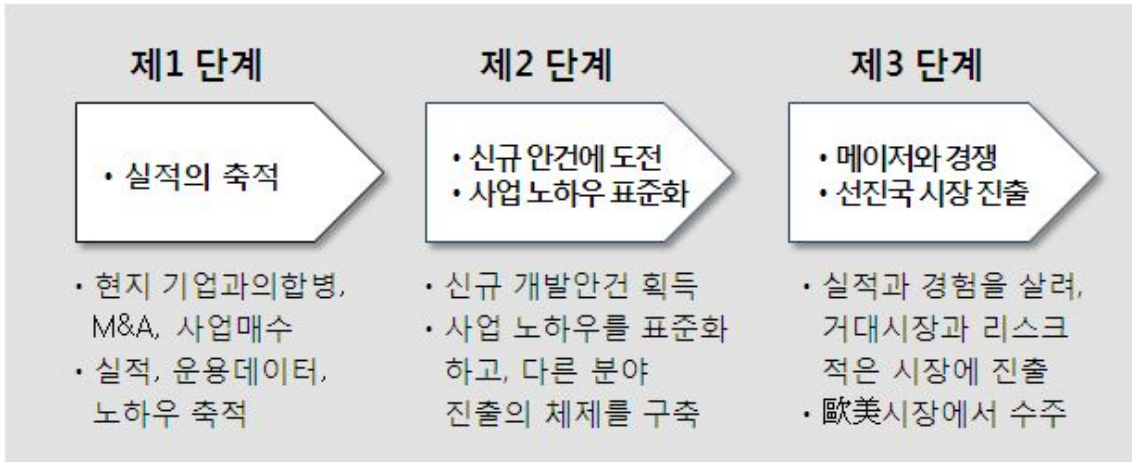 제1 단계
• 실적의 축적
• 현지 기업과의합병,
M&A, 사업매수
• 실적, 운용데이터,
노하우 축적
제2 단계
• 신규 안건에 도전
• 사업 노하우 표준화
• 신규 개발안건 획득
• 사업 노하우를 표준화
하고, 다른 분야
진출의 체제를 구축
제3 단계
• 메이저와 경쟁
• 선진국 시장 진출
• 실적과 경험을 살려,
거대시장과 리스크
적은 시장에 진출
• 歐美시장에서 수주